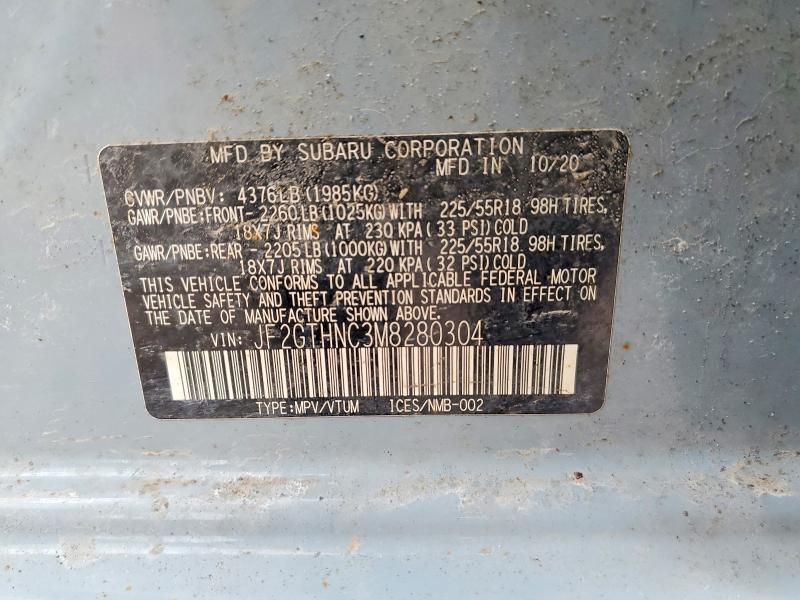 MFD BY SUBARU CORPORATION
MFD IN 10/20
GVWR/PNBV: 4376LB(1985KG)
GAWR/PNBE:FRONT-2260LB(1025KG)WITH 225/55R18 98H TIRES,
18X7J RIMS AT 230 KPA(33 PSI)COLD
GAWR/PNBE:REAR -2205LB(1000KG)WITH 225/55R18 98H TIRES,
18X7J RIMS AT 220 KPA(32 PSI)COLD
THIS VEHICLE CONFORMS TO ALL APPLICABLE FEDERAL MOTOR
VEHICLE SAFETY AND THEFT PREVENTION STANDARDS IN EFFECT ON
THE DATE OF MANUFACTURE SHOWN ABOVE.
VIN: JF2GTHNC3M8280304
TYPE:MPV/VTUM ICES/NMB-002